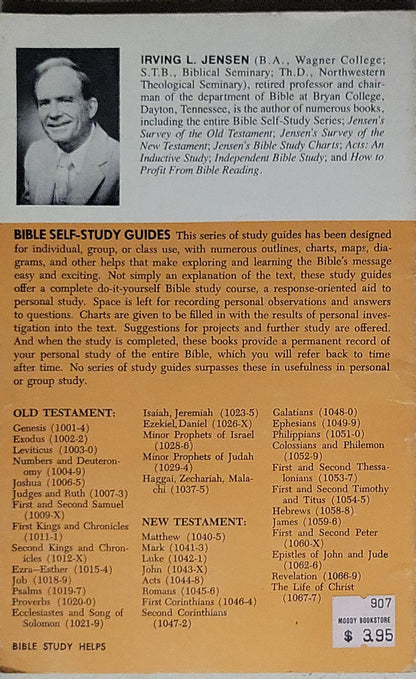 IRVING L. JENSEN (B.A., Wagner College;
S.T.B., Biblical Seminary; Th.D., Northwestern
Theological Seminary), retired professor and chair-
man of the department of Bible at Bryan College,
Dayton, Tennessee, is the author of numerous books,
including the entire Bible Self-Study Series; Jensen's
Survey of the Old Testament; Jensen's Survey of the
New Testament; Jensen's Bible Study Charts; Acts: An
Inductive Study; Independent Bible Study; and How to
Profit From Bible Reading.
BIBLE SELF-STUDY GUIDES This series of study guides has been designed
for individual, group, or class use, with numerous outlines, charts, maps, dia-
grams, and other helps that make exploring and learning the Bible's message
easy and exciting. Not simply an explanation of the text, these study guides
offer a complete do-it-yourself Bible study course, a response-oriented aid to
personal study. Space is left for recording personal observations and answers
to questions. Charts are given to be filled in with the results of personal inves-
tigation into the text. Suggestions for projects and further study are offered.
And when the study is completed, these books provide a permanent record of
your personal study of the entire Bible, which you will refer back to time
after time. No series of study guides surpasses these in usefulness in personal
or group study.
OLD TESTAMENT:
Genesis (1001-4)
Exodus (1002-2)
Leviticus (1003-0)
Numbers and Deuteron-
omy (1004-9)
Joshua (1006-5)
Judges and Ruth (1007-3)
First and Second Samuel
(1009-X)
First Kings and Chronicles
(1011-1)
Second Kings and Chron-
icles (1012-X)
Ezra-Esther (1015-4)
Job (1018-9)
Psalms (1019-7)
Proverbs (1020-0)
Ecclesiastes and Song of
Solomon (1021-9)
Isaiah, Jeremiah (1023-5)
Ezekiel, Daniel (1026-X)
Minor Prophets of Israel
(1028-6)
Minor Prophets of Judah
(1029-4)
Haggai, Zechariah, Mala-
chi (1037-5)
NEW TESTAMENT:
Matthew (1040-5)
Mark (1041-3)
Luke (1042-1)
John (1043-X)
Acts (1044-8)
Romans (1045-6)
First Corinthians (1046-4)
Second Corinthians
(1047-2)
Galatians (1048-0)
Ephesians (1049-9)
Philippians (1051-0)
Colossians and Philemon
(1052-9)
First and Second Thessa-
lonians (1053-7)
First and Second Timothy
and Titus (1054-5)
Hebrews (1058-8)
James (1059-6)
First and Second Peter
(1060-X)
Epistles of John and Jude
(1062-6)
Revelation (1066-9)
The Life of Christ
(1067-7)
907
MOODY BOOKSTORE
$ 3.95
BIBLE STUDY HELPS